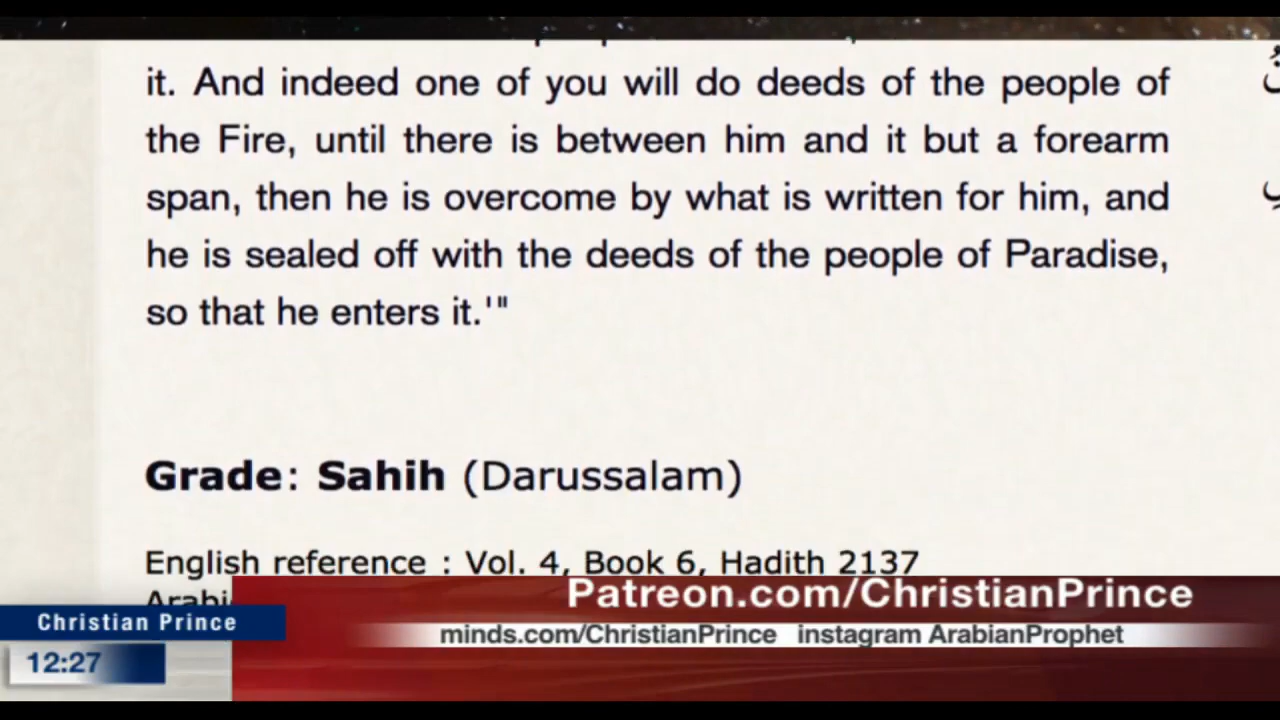 it. And indeed one of you will do deeds of the people of
the Fire, until there is between him and it but a forearm
span, then he is overcome by what is written for him, and
he is sealed off with the deeds of the people of Paradise,
so that he enters it.'"
Grade: Sahih (Darussalam)
English reference : Vol. 4, Book 6, Hadith 2137
Arabi
Patreon.com/ChristianPrince
Christian Prince
minds.com/ChristianPrince instagram ArabianProphet
12:27